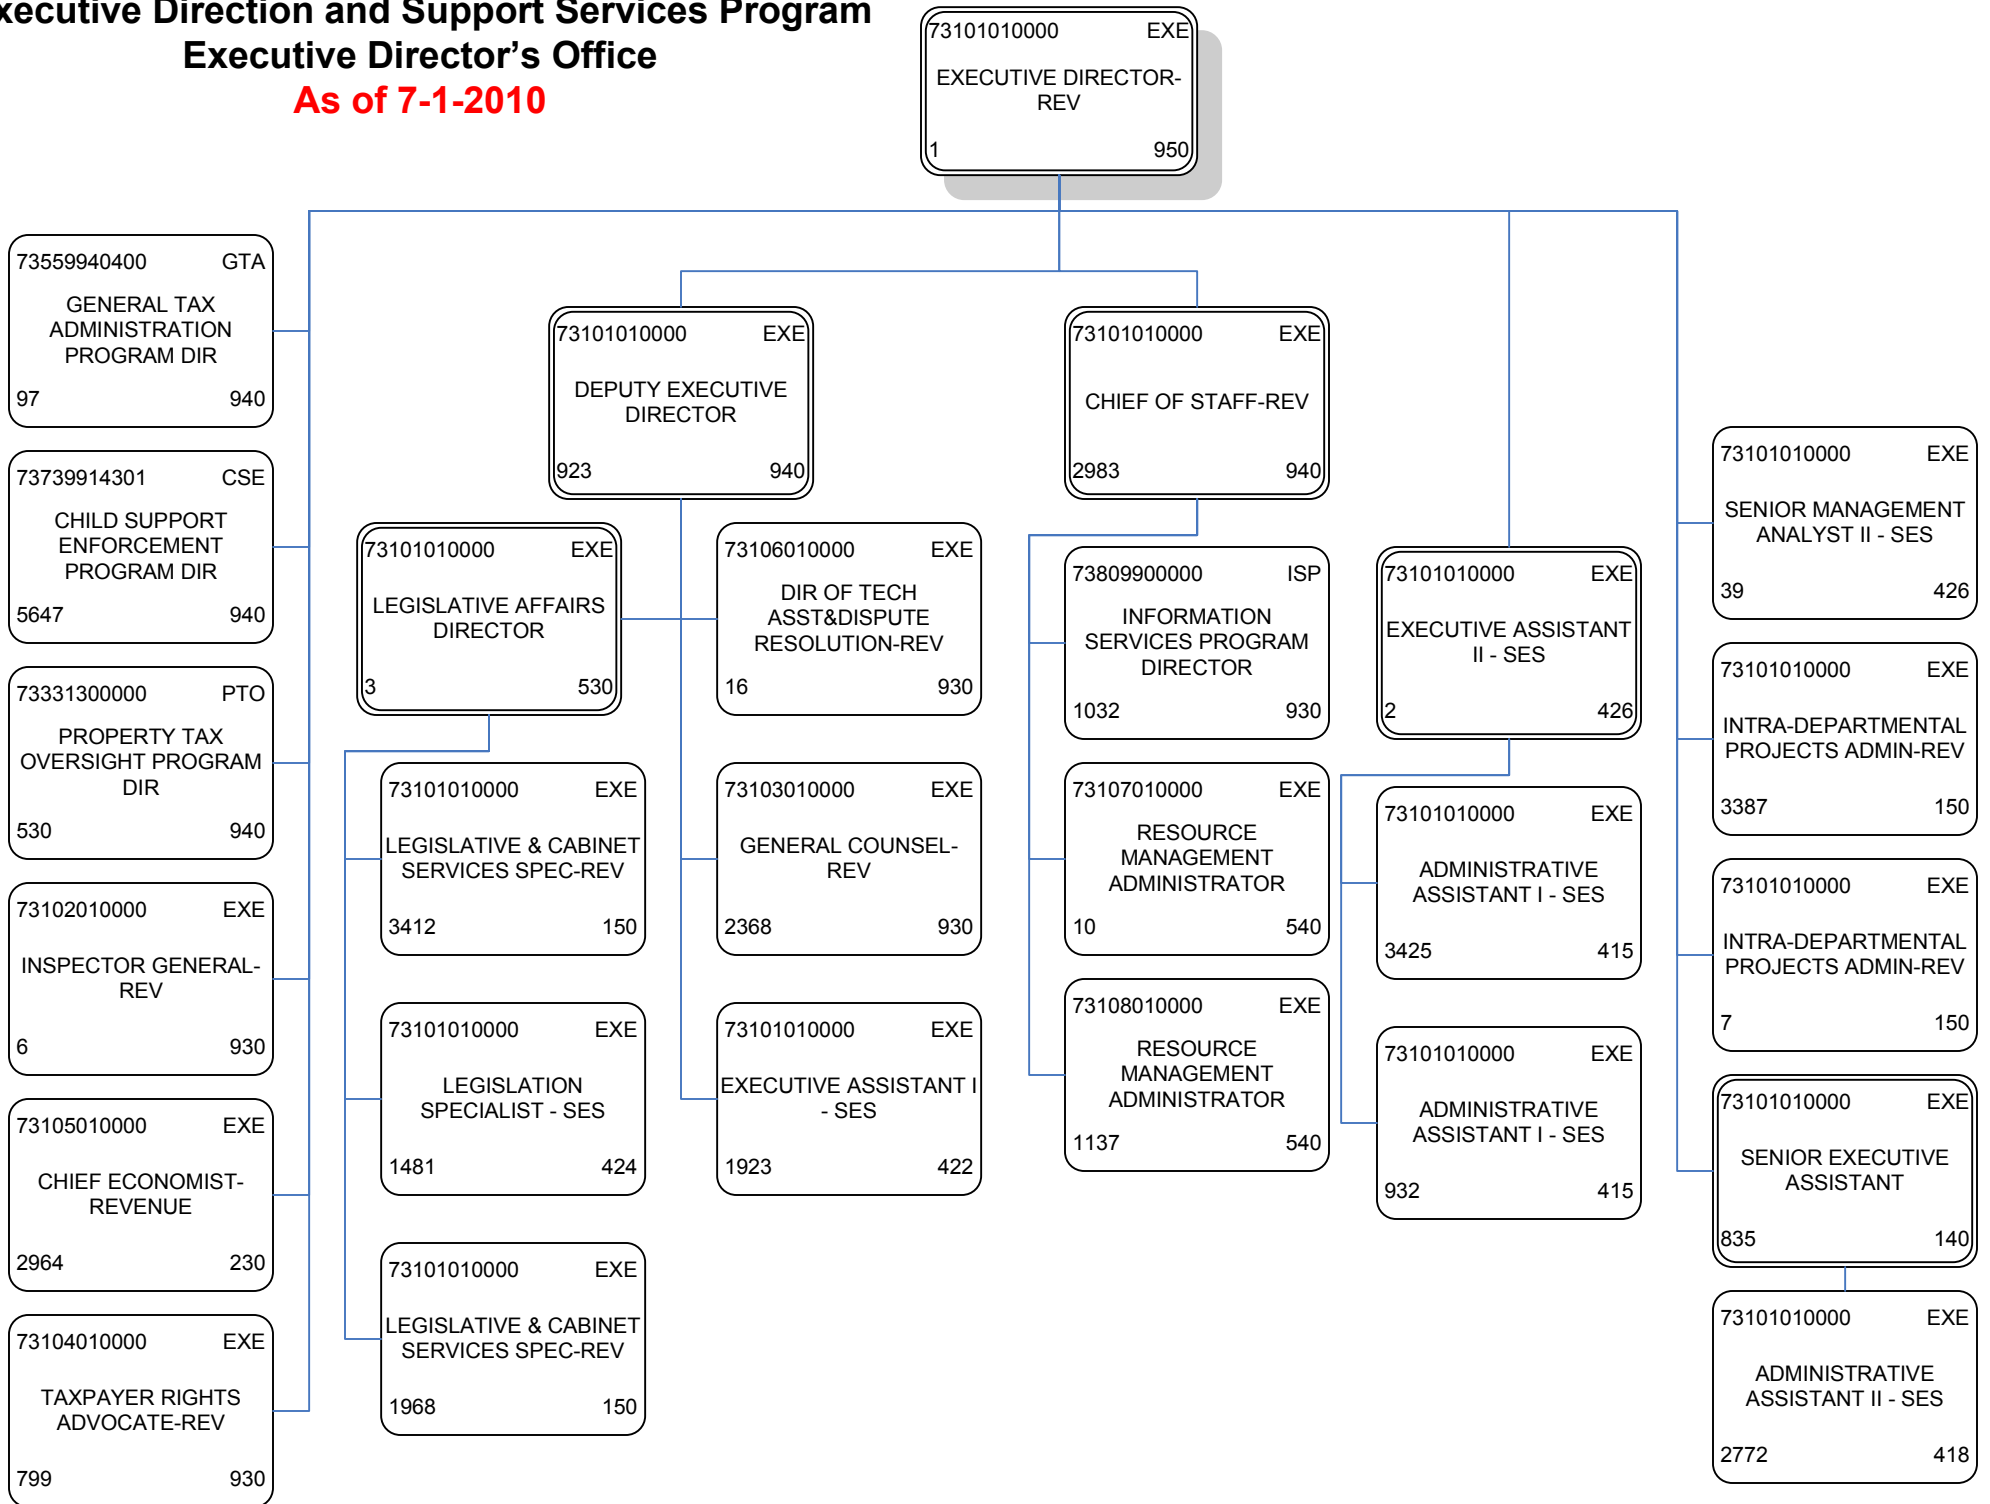 xecutive Direction and Support Services Program
Executive Director's Office
As of 7-1-2010
73101010000 EXE
EXECUTIVE DIRECTOR-
REV
1 950
73559940400 GTA
GENERAL TAX
ADMINISTRATION
PROGRAM DIR
97 940
73739914301 CSE
CHILD SUPPORT
ENFORCEMENT
PROGRAM DIR
5647 940
73331300000 PTO
PROPERTY TAX
OVERSIGHT PROGRAM
DIR
530 940
73102010000 EXE
INSPECTOR GENERAL-
REV
6 930
73105010000 EXE
CHIEF ECONOMIST-
REVENUE
2964 230
73104010000 EXE
TAXPAYER RIGHTS
ADVOCATE-REV
799 930
73101010000 EXE
DEPUTY EXECUTIVE
DIRECTOR
923 940
73101010000 EXE
LEGISLATIVE AFFAIRS
DIRECTOR
3 530
73101010000 EXE
LEGISLATIVE & CABINET
SERVICES SPEC-REV
3412 150
73101010000 EXE
LEGISLATION
SPECIALIST - SES
1481 424
73101010000 EXE
LEGISLATIVE & CABINET
SERVICES SPEC-REV
1968 150
73106010000 EXE
DIR OF TECH
ASST&DISPUTE
RESOLUTION-REV
16 930
73103010000 EXE
GENERAL COUNSEL-
REV
2368 930
73101010000 EXE
EXECUTIVE ASSISTANT I
- SES
1923 422
73101010000 EXE
CHIEF OF STAFF-REV
2983 940
73809900000 ISP
INFORMATION
SERVICES PROGRAM
DIRECTOR
1032 930
73107010000 EXE
RESOURCE
MANAGEMENT
ADMINISTRATOR
10 540
73108010000 EXE
RESOURCE
MANAGEMENT
ADMINISTRATOR
1137 540
73101010000 EXE
EXECUTIVE ASSISTANT
II - SES
2 426
73101010000 EXE
ADMINISTRATIVE
ASSISTANT I - SES
3425 415
73101010000 EXE
ADMINISTRATIVE
ASSISTANT I - SES
932 415
73101010000 EXE
SENIOR MANAGEMENT
ANALYST II - SES
39 426
73101010000 EXE
INTRA-DEPARTMENTAL
PROJECTS ADMIN-REV
3387 150
73101010000 EXE
INTRA-DEPARTMENTAL
PROJECTS ADMIN-REV
7 150
73101010000 EXE
SENIOR EXECUTIVE
ASSISTANT
835 140
73101010000 EXE
ADMINISTRATIVE
ASSISTANT II - SES
2772 418